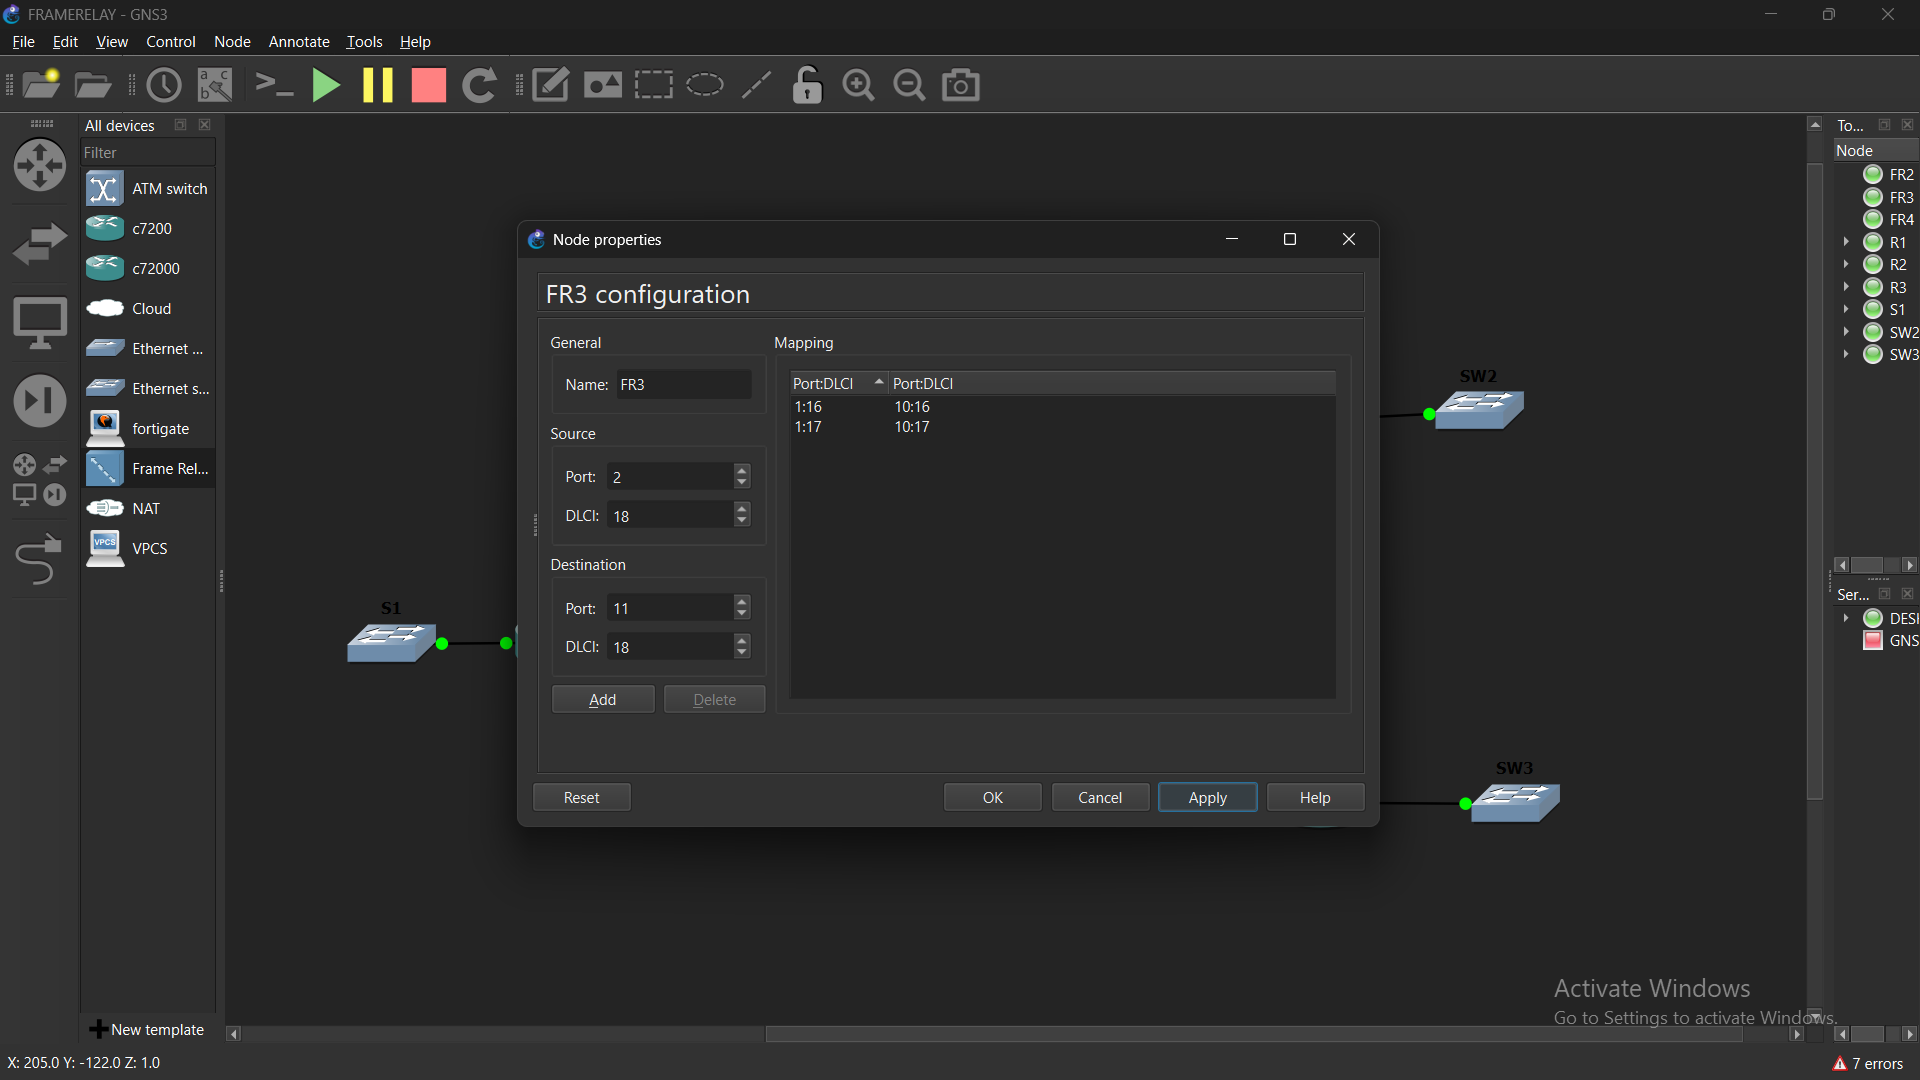 FRAMERELAY - GNS3
File Edit View Control Node Annotate Tools Help
All devices
Filter
ATM switch
c7200
c72000
Cloud
Ethernet ...
Ethernet s...
fortigate
Frame Rel...
NAT
VPCS
VPCS
New template
S1
SW2
SW3
Node properties
FR3 configuration
General
Name: FR3
Source
Port: 2
DLCI: 18
Destination
Port: 11
DLCI: 18
Add Delete
Mapping
Port:DLCI Port:DLCI
1:16 10:16
1:17 10:17
Reset OK Cancel Apply Help
To...
Node
FR2
FR3
FR4
R1
R2
R3
S1
SW2
SW3
Ser...
DESI
GNS
Activate Windows
Go to Settings to activate Windows.
X: 205.0 Y: -122.0 Z: 1.0
7 errors